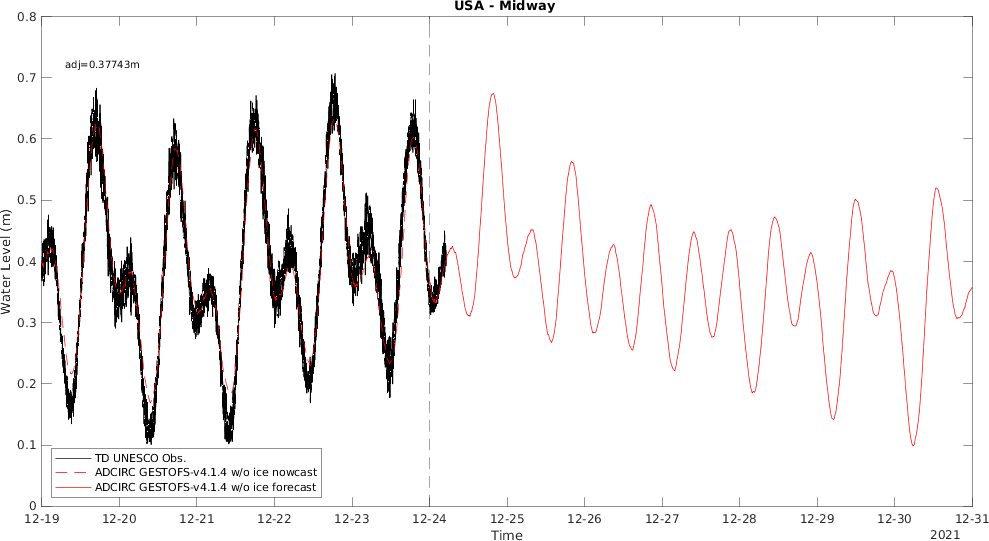 USA - Midway
adj=0.37743m
Water Level (m)
0.8
0.7
0.6
0.5
0.4
0.3
0.2
0.1
0
TD UNESCO Obs.
ADCIRC GESTOFS-v4.1.4 w/o ice nowcast
ADCIRC GESTOFS-v4.1.4 w/o ice forecast
12-19 12-20 12-21 12-22 12-23 12-24 12-25 12-26 12-27 12-28 12-29 12-30 12-31
Time
2021